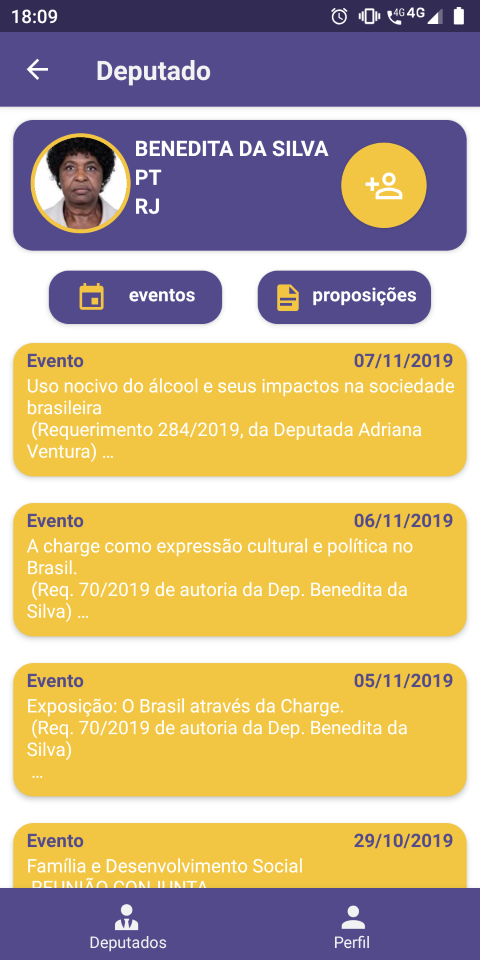 18:09
4G 4G
Deputado
BENEDITA DA SILVA
PT
RJ
eventos
proposições
Evento 07/11/2019
Uso nocivo do álcool e seus impactos na sociedade
brasileira
(Requerimento 284/2019, da Deputada Adriana
Ventura) ...
Evento 06/11/2019
A charge como expressão cultural e política no
Brasil.
(Req. 70/2019 de autoria da Dep. Benedita da
Silva) ...
Evento 05/11/2019
Exposição: O Brasil através da Charge.
(Req. 70/2019 de autoria da Dep. Benedita da
Silva)
...
Evento 29/10/2019
Família e Desenvolvimento Social
REUNIÃO CONJUNTA
Deputados
Perfil